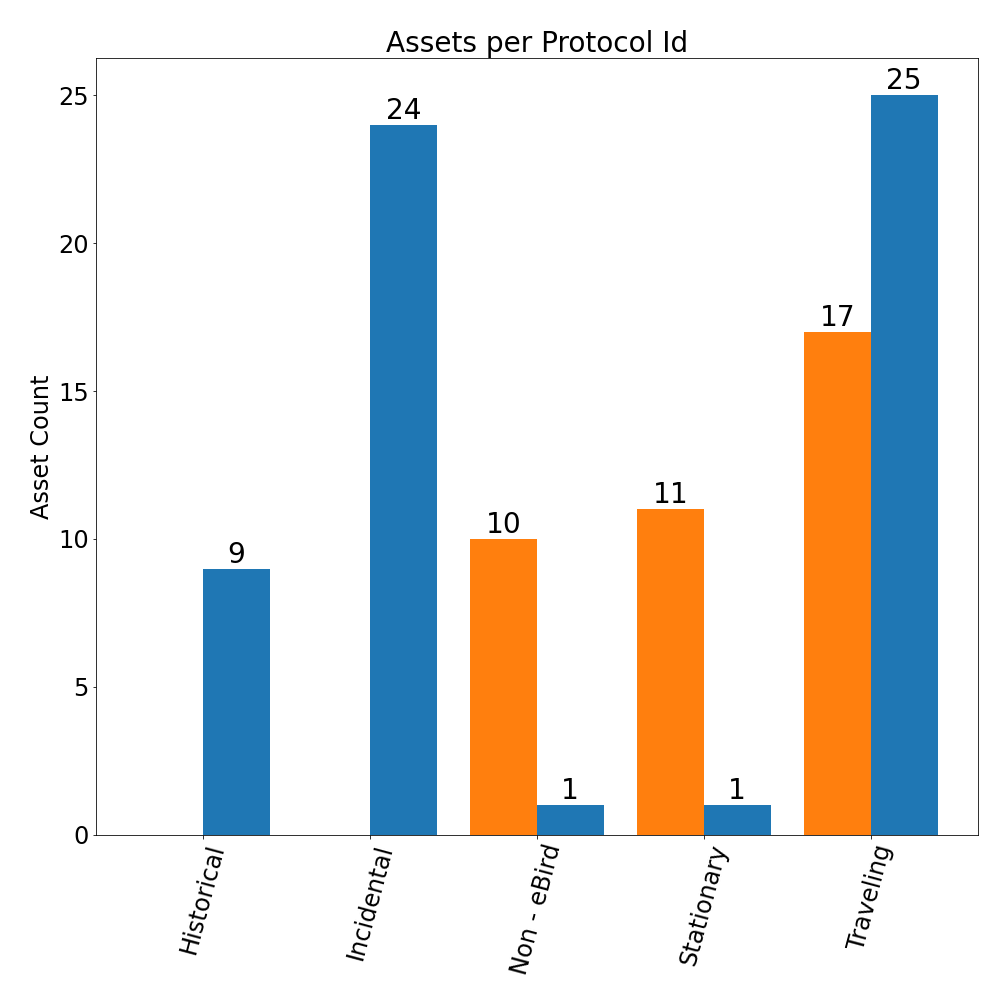 Assets per Protocol Id
Asset Count
25
20
15
10
5
0
9
24
10
1
11
1
17
25
Historical
Incidental
Non - eBird
Stationary
Traveling